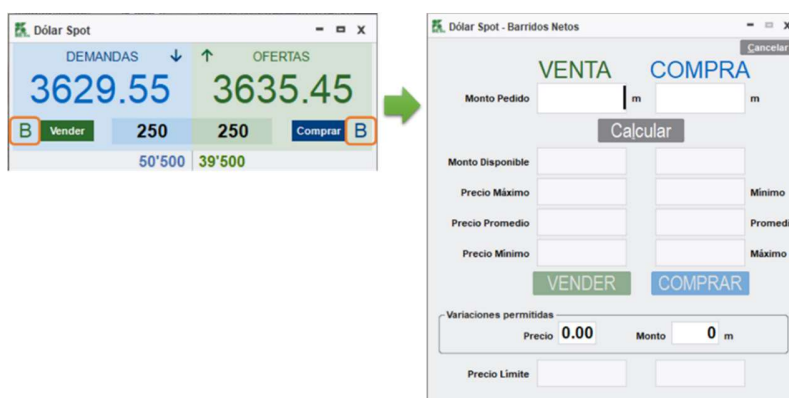 Dólar Spot
DEMANDAS ↓ ↑ OFERTAS
3629.55 3635.45
B Vender 250 250 Comprar B
50'500 39'500
Dólar Spot - Barridos Netos
Cancelar
VENTA COMPRA
Monto Pedido m m
Calcular
Monto Disponible
Precio Máximo Mínimo
Precio Promedio Promedi
Precio Mínimo Máximo
VENDER COMPRAR
Variaciones permitidas
Precio 0.00 Monto 0 m
Precio Límite